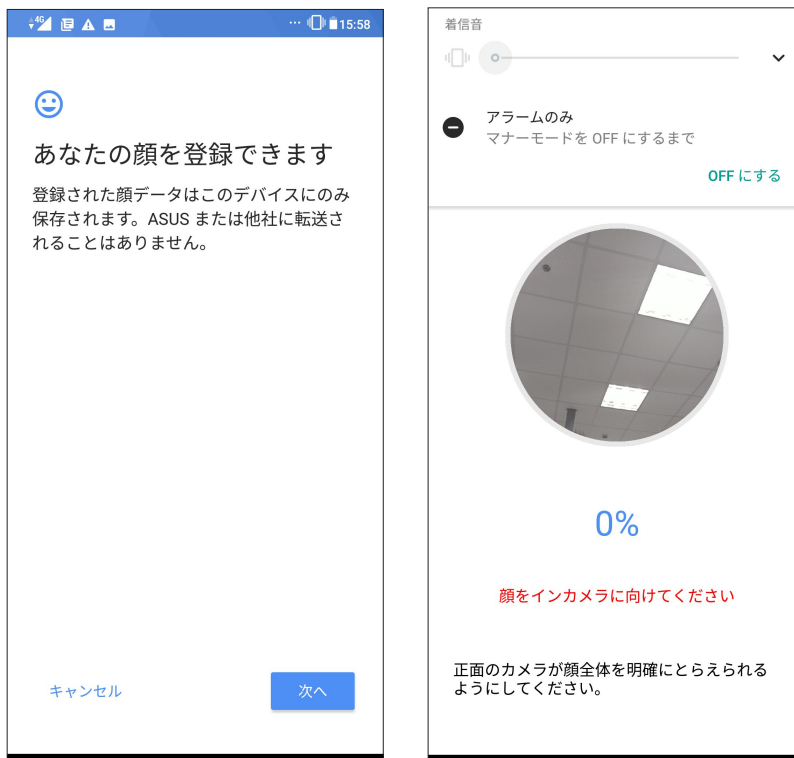 4G
15:58
あなたの顔を登録できます
登録された顔データはこのデバイスにのみ
保存されます。ASUS または他社に転送さ
れることはありません。
キャンセル
次へ
着信音
アラームのみ
マナーモードを OFF にするまで
OFF にする
0%
顔をインカメラに向けてください
正面のカメラが顔全体を明確にとらえられる
ようにしてください。